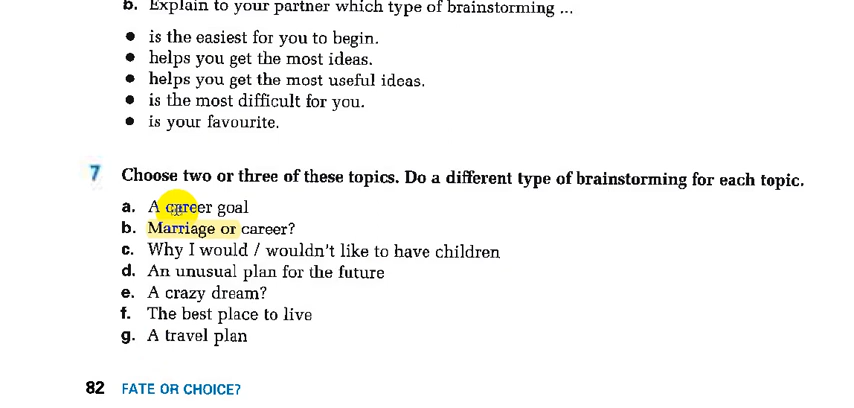 b. Explain to your partner which type of brainstorming ...
● is the easiest for you to begin.
● helps you get the most ideas.
● helps you get the most useful ideas.
● is the most difficult for you.
● is your favourite.
7 Choose two or three of these topics. Do a different type of brainstorming for each topic.
a. A career goal
b. Marriage or career?
c. Why I would / wouldn't like to have children
d. An unusual plan for the future
e. A crazy dream?
f. The best place to live
g. A travel plan
82 FATE OR CHOICE?